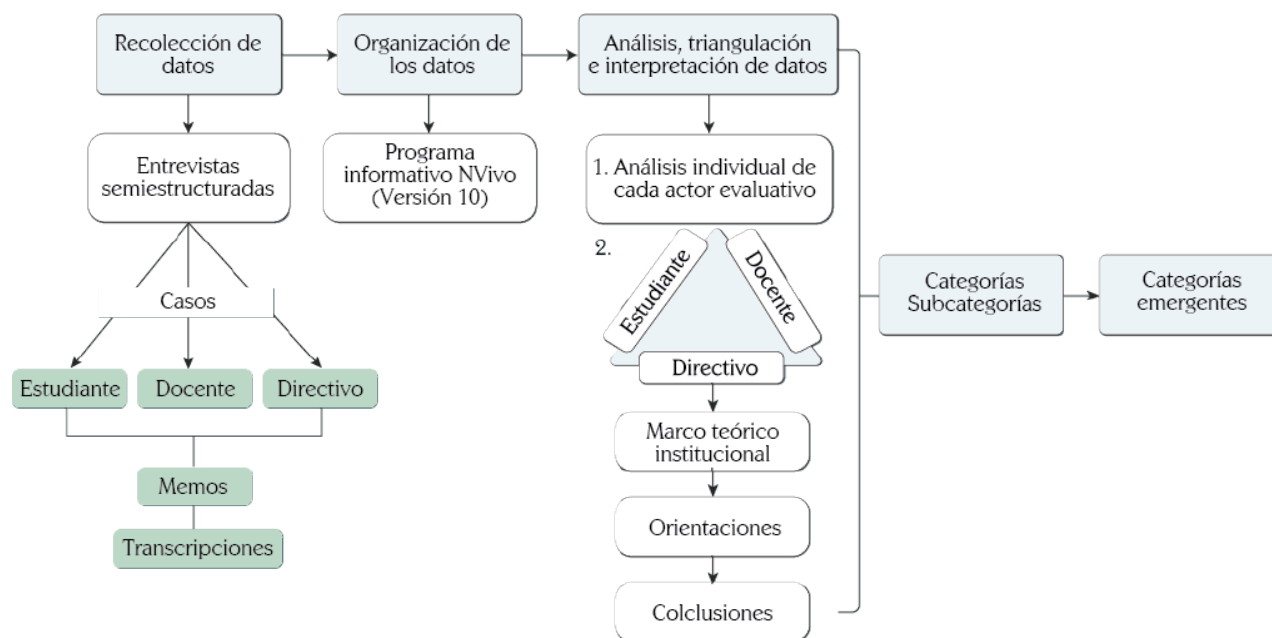 Recolección de
datos
Organización de
los datos
Análisis, triangulación
e interpretación de datos
Entrevistas
semiestructuradas
Programa
informativo NVivo
(Versión 10)
1. Análisis individual de
cada actor evaluativo
2.
Estudiante
Docente
Directivo
Casos
Estudiante
Docente
Directivo
Memos
Transcripciones
Marco teórico
institucional
Orientaciones
Colclusiones
Categorías
Subcategorías
Categorías
emergentes